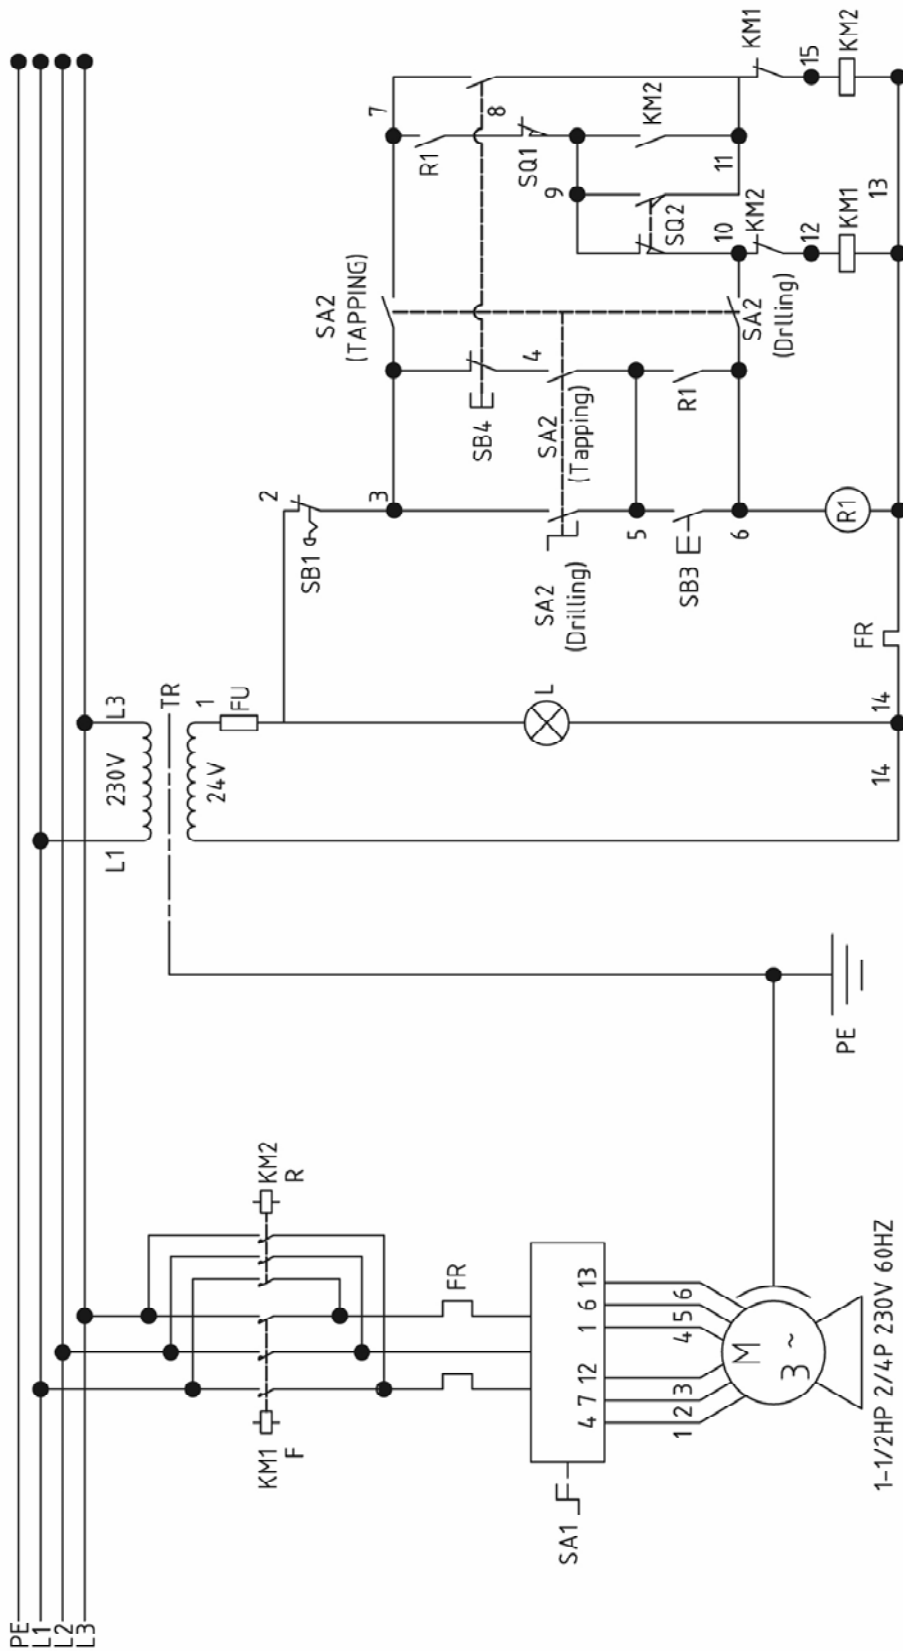 PE
L1
L2
L3
KM1
F
KM2
R
FR
SA1
4 7 12 1 6 13
1 2 3 4 5 6
M
3 ~
1-1/2HP 2/4P 230V 60HZ
PE
L1
230V
L3
TR
24V
1
FU
L
14
14
FR
2
SB1
3
SA2
(Drilling)
5
SB3
6
R1
SB4
4
SA2
(Tapping)
R1
SA2
(TAPPING)
SA2
(Drlling)
7
R1
8
SQ1
9
SQ2
10
KM2
11
KM2
12
KM1
13
KM1
15
KM2